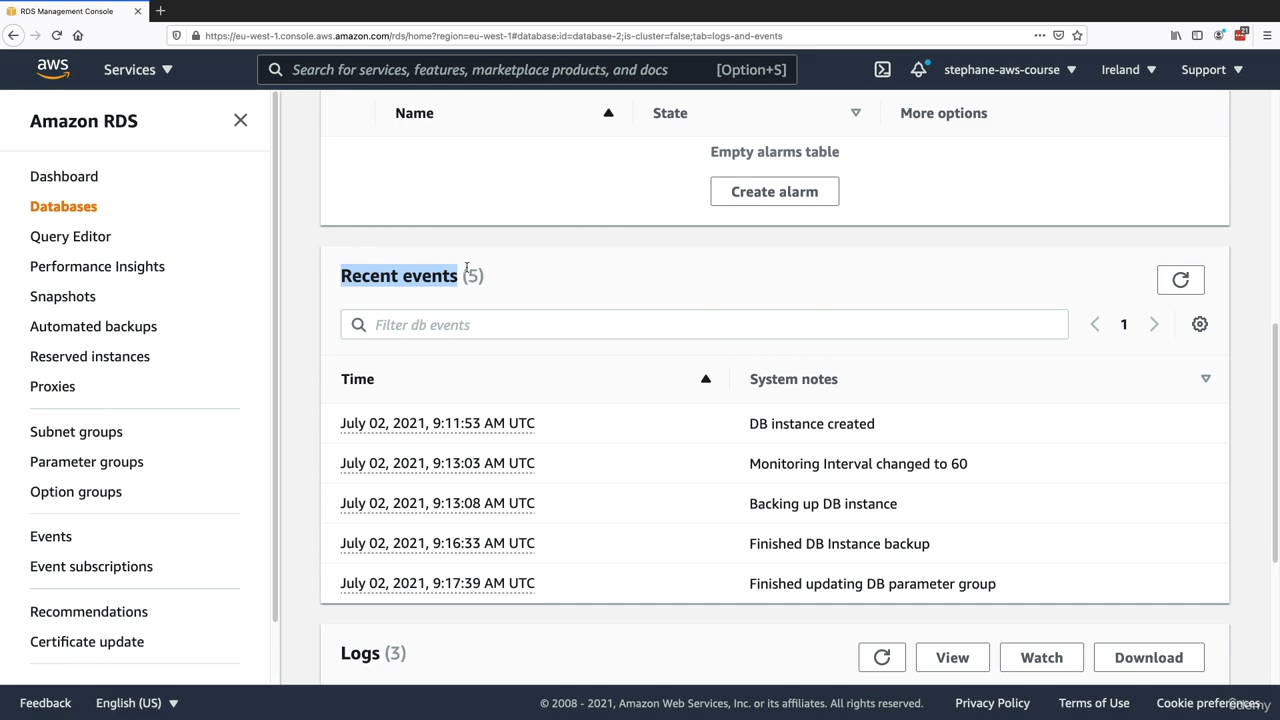 RDS Management Console
https://eu-west-1.console.aws.amazon.com/rds/home?region=eu-west-1#database:id=database-2;is-cluster=false;tab=logs-and-events
aws
Services
Search for services, features, marketplace products, and docs [Option+S]
stephane-aws-course
Ireland
Support
Amazon RDS
Dashboard
Databases
Query Editor
Performance Insights
Snapshots
Automated backups
Reserved instances
Proxies
Subnet groups
Parameter groups
Option groups
Events
Event subscriptions
Recommendations
Certificate update
Name State More options
Empty alarms table
Create alarm
Recent events (5)
Filter db events
1
Time System notes
July 02, 2021, 9:11:53 AM UTC DB instance created
July 02, 2021, 9:13:03 AM UTC Monitoring Interval changed to 60
July 02, 2021, 9:13:08 AM UTC Backing up DB instance
July 02, 2021, 9:16:33 AM UTC Finished DB Instance backup
July 02, 2021, 9:17:39 AM UTC Finished updating DB parameter group
Logs (3)
View
Watch
Download
Feedback
English (US)
© 2008 - 2021, Amazon Web Services, Inc. or its affiliates. All rights reserved.
Privacy Policy
Terms of Use
Cookie preferences